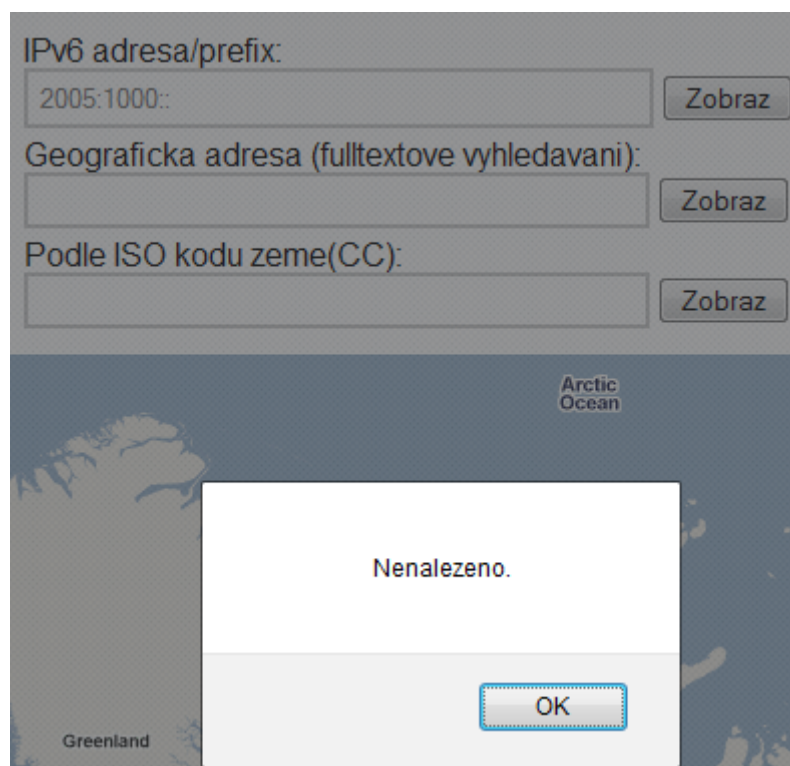 IPv6 adresa/prefix:
2005:1000::
Zobraz
Geograficka adresa (fulltextove vyhledavani):
Zobraz
Podle ISO kodu zeme(CC):
Zobraz
Arctic
Ocean
Nenalezeno.
OK
Greenland